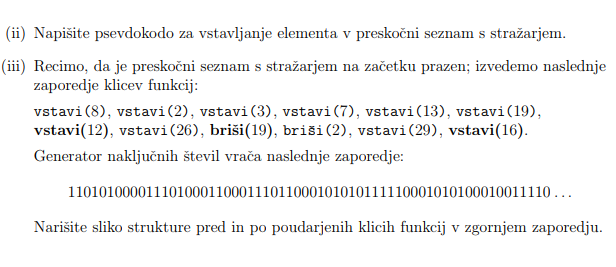 (ii) Napišite psevdokodo za vstavljanje elementa v preskočni seznam s stražarjem.
(iii) Recimo, da je preskočni seznam s stražarjem na začetku prazen; izvedemo naslednje
zaporedje klicev funkcij:
vstavi(8), vstavi(2), vstavi(3), vstavi(7), vstavi(13), vstavi(19),
vstavi(12), vstavi(26), briši(19), briši(2), vstavi(29), vstavi(16).
Generator naključnih števil vrača naslednje zaporedje:
11010100001110100011000111011000101010111110001010100010011110...
Narišite sliko strukture pred in po poudarjenih klicih funkcij v zgornjem zaporedju.